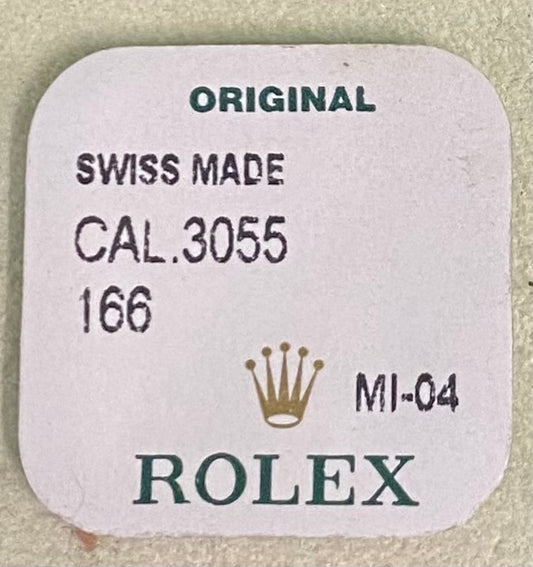 ORIGINAL
SWISS MADE
CAL.3055
166
MI-04
ROLEX